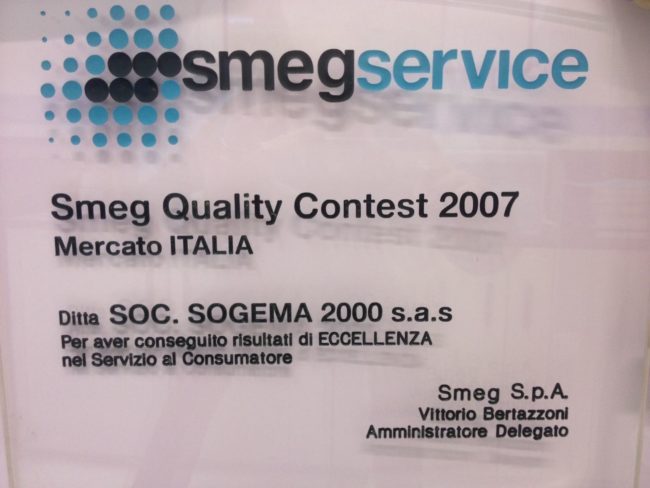 smegservice
Smeg Quality Contest 2007
Mercato ITALIA
Ditta SOC. SOGEMA 2000 s.a.s
Per aver conseguito risultati di ECCELLENZA
nel Servizio al Consumatore
Smeg S.p.A.
Vittorio Bertazzoni
Amministratore Delegato